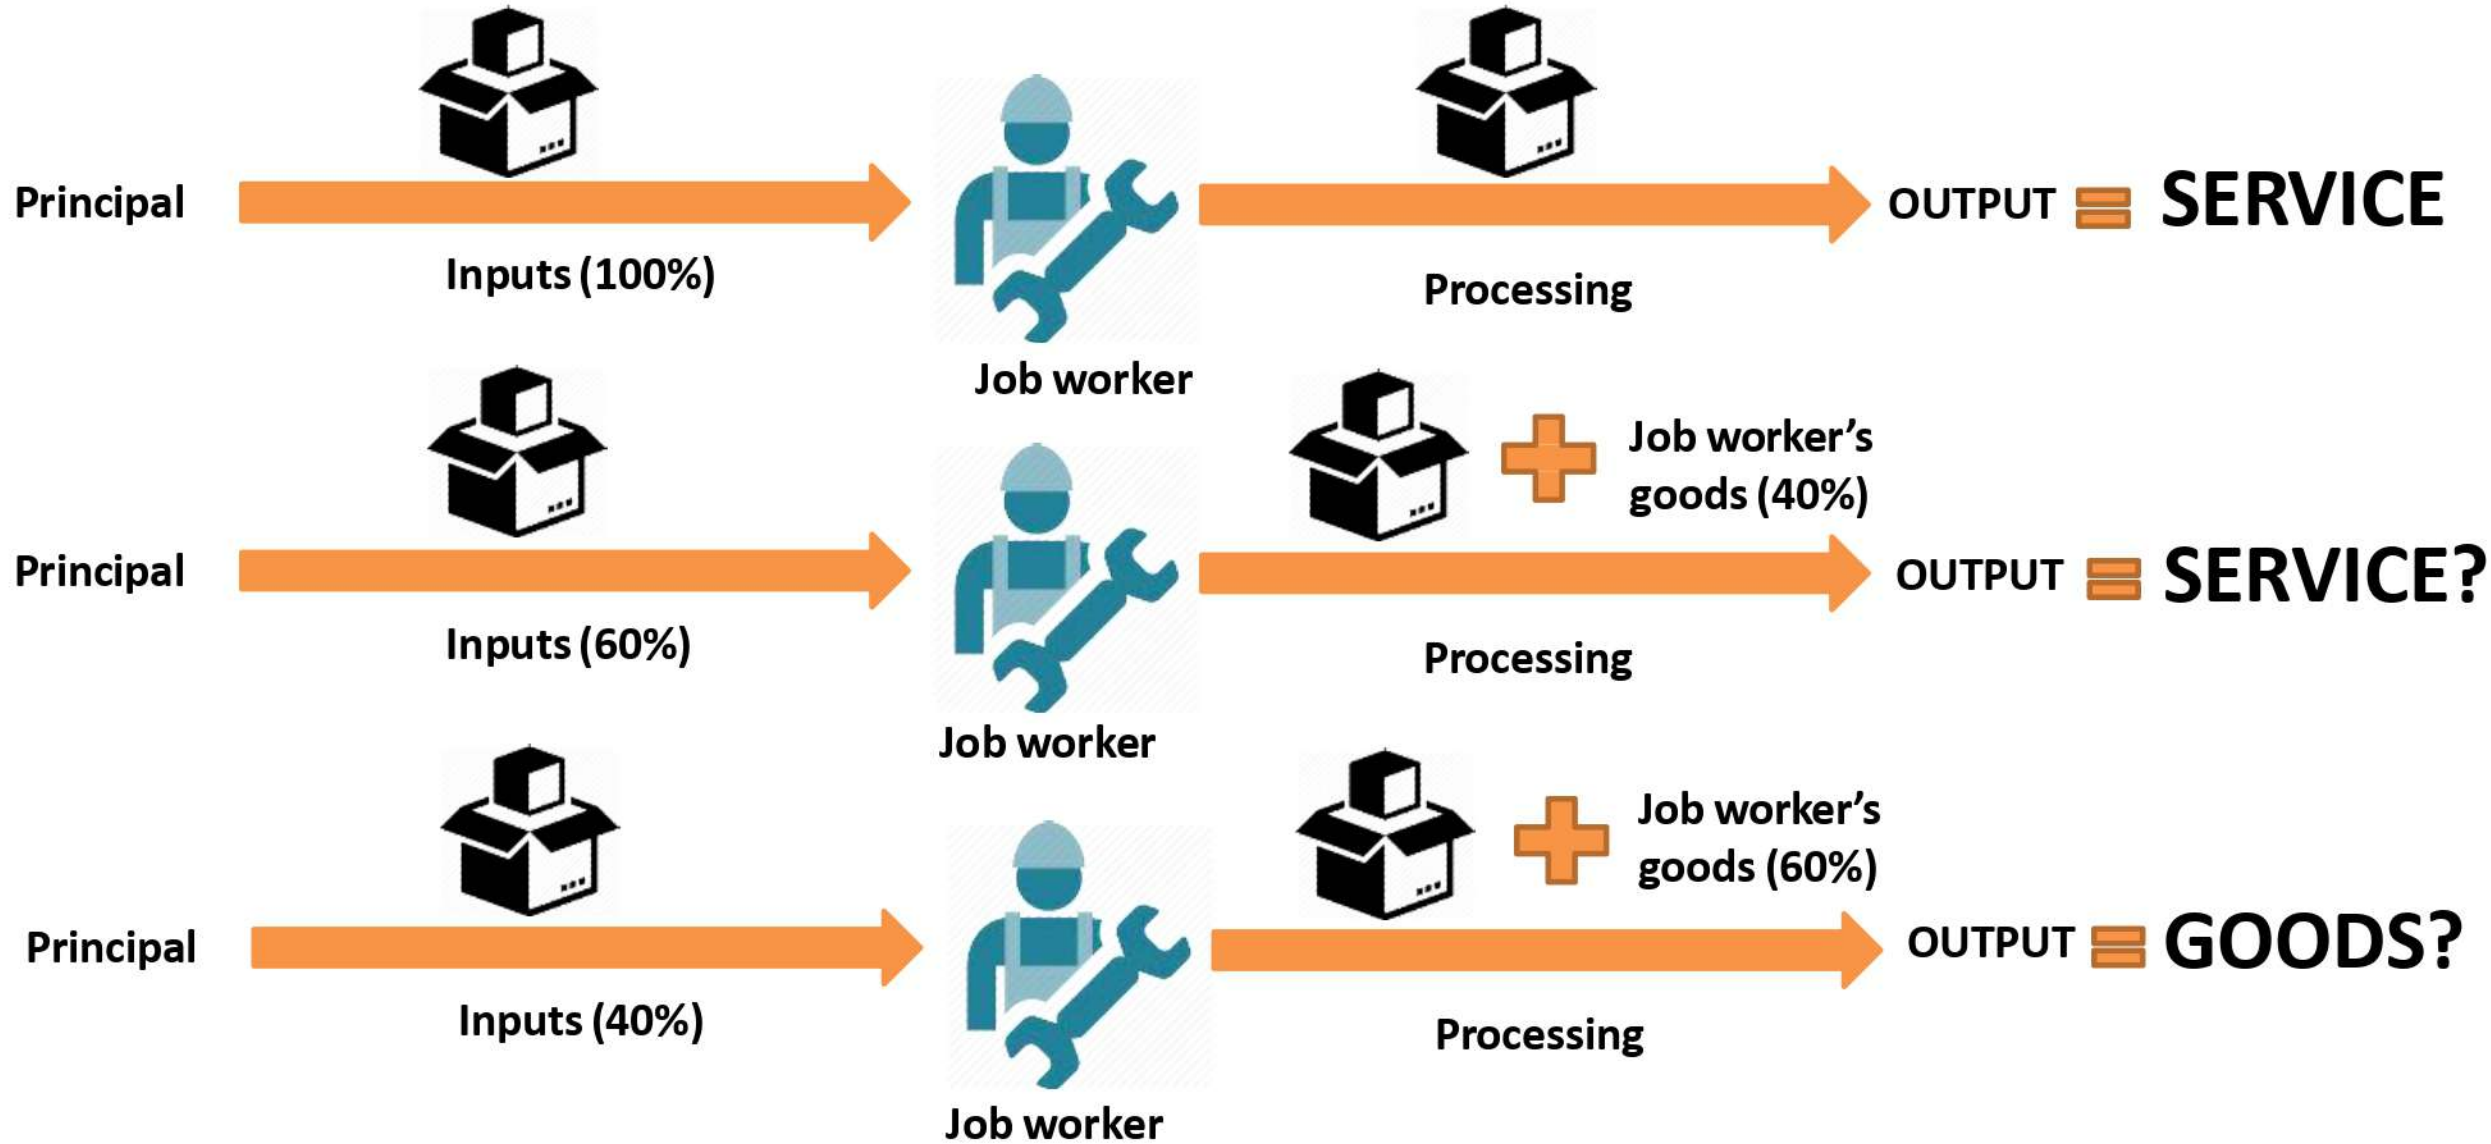 Principal
Inputs (100%)
Job worker
Processing
OUTPUT = SERVICE
Principal
Inputs (60%)
Job worker
Job worker’s
goods (40%)
Processing
OUTPUT = SERVICE?
Principal
Inputs (40%)
Job worker
Job worker’s
goods (60%)
Processing
OUTPUT = GOODS?